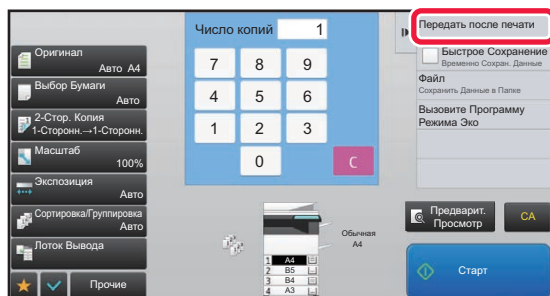 Оригинал
Авто А4
Выбор Бумаги
Авто
2-Стор. Копия
1-Сторонн.→1-Сторонн.
Масштаб
100%
Экспозиция
Авто
Сортировка/Группировка
Авто
Лоток Вывода
Прочие
Число копий 1
7 8 9
4 5 6
1 2 3
0 C
Обычная
A4
1 A4
2 B5
3 B4
4 A3
Передать после печати
Быстрое Сохранение
Временно Сохран. Данные
Файл
Сохранить Данные в Папке
Вызовите Программу
Режима Эко
Предварит.
Просмотр
CA
Старт